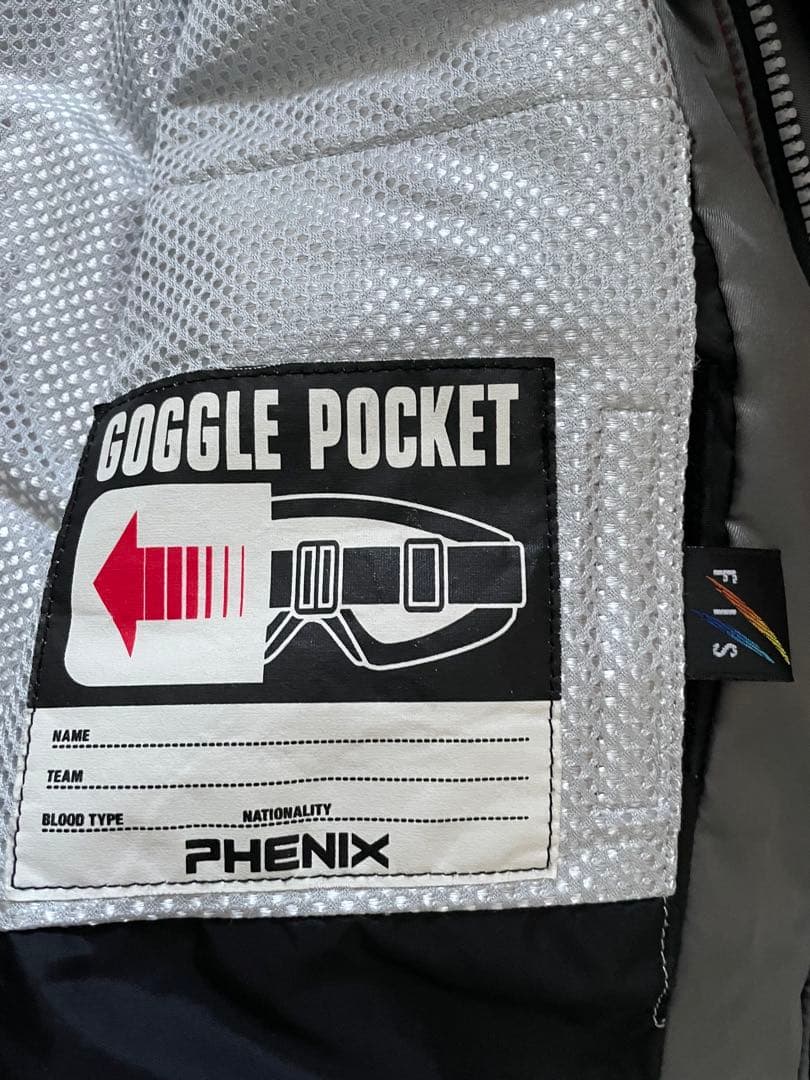 GOGGLE POCKET
FIS
NAME
TEAM
BLOOD TYPE NATIONALITY
PHENIX